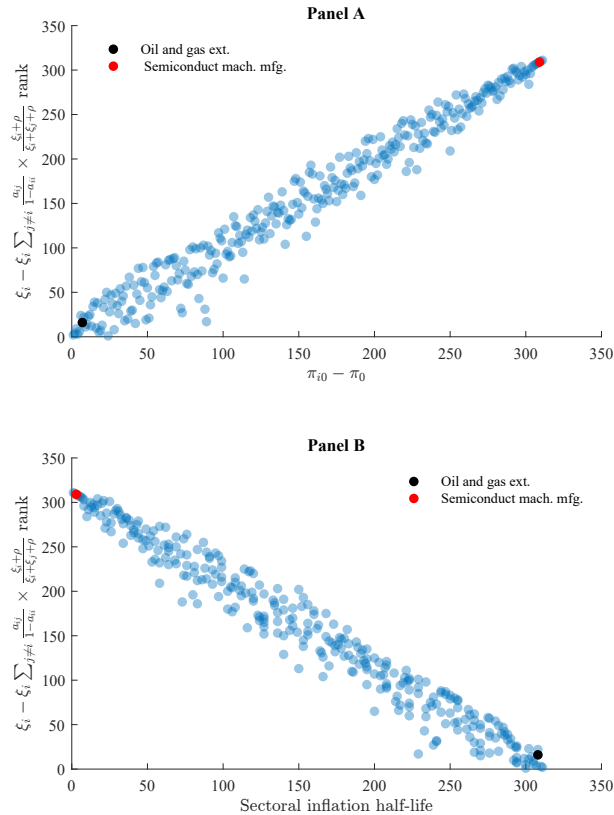 Panel A
Oil and gas ext.
Semiconduct mach. mfg.
350
300
250
200
150
100
50
0
ξ_i − ξ_i ∑_{j≠i} a_{ij}/(1−a_{ii}) × (ξ_i+ρ)/(ξ_i+ξ_j+ρ) rank
0 50 100 150 200 250 300 350
π_{i0} − π_0
Panel B
Oil and gas ext.
Semiconduct mach. mfg.
350
300
250
200
150
100
50
0
ξ_i − ξ_i ∑_{j≠i} a_{ij}/(1−a_{ii}) × (ξ_i+ρ)/(ξ_i+ξ_j+ρ) rank
0 50 100 150 200 250 300 350
Sectoral inflation half-life